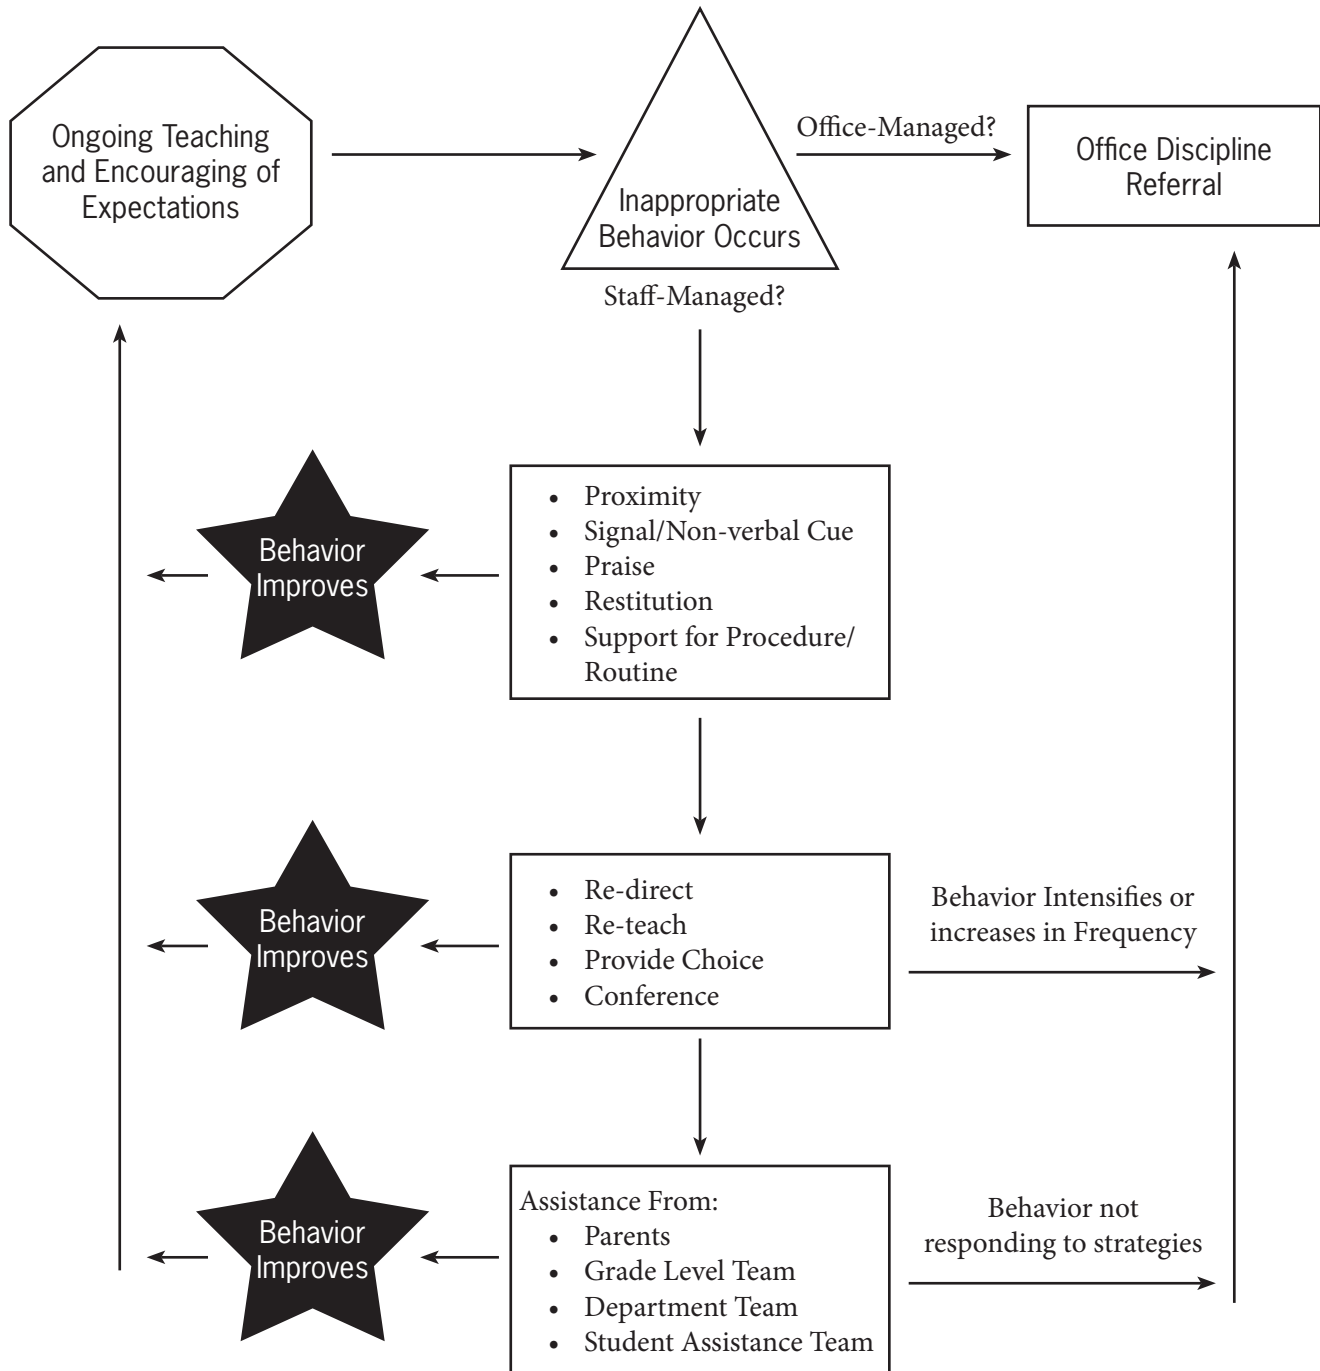 Ongoing Teaching
and Encouraging of
Expectations
Inappropriate
Behavior Occurs
Office-Managed?
Office Discipline
Referral
Staff-Managed?
• Proximity
• Signal/Non-verbal Cue
• Praise
• Restitution
• Support for Procedure/
Routine
Behavior
Improves
• Re-direct
• Re-teach
• Provide Choice
• Conference
Behavior
Improves
Behavior Intensifies or
increases in Frequency
Assistance From:
• Parents
• Grade Level Team
• Department Team
• Student Assistance Team
Behavior
Improves
Behavior not
responding to strategies